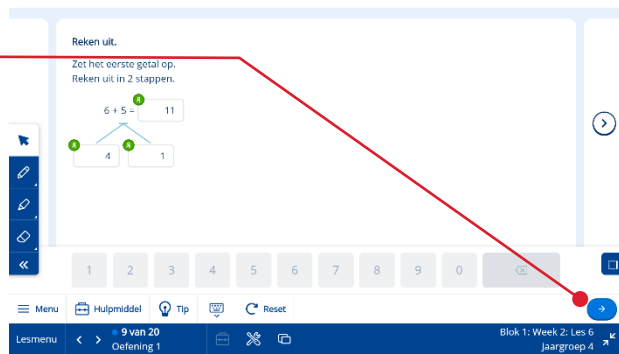 Reken uit.
Zet het eerste getal op.
Reken uit in 2 stappen.
6 + 5 = 11
4 1
1 2 3 4 5 6 7 8 9 0
Menu Hulpmiddel Tip Reset
Lesmenu 9 van 20 Blok 1: Week 2: Les 6
Oefening 1 Jaargroep 4